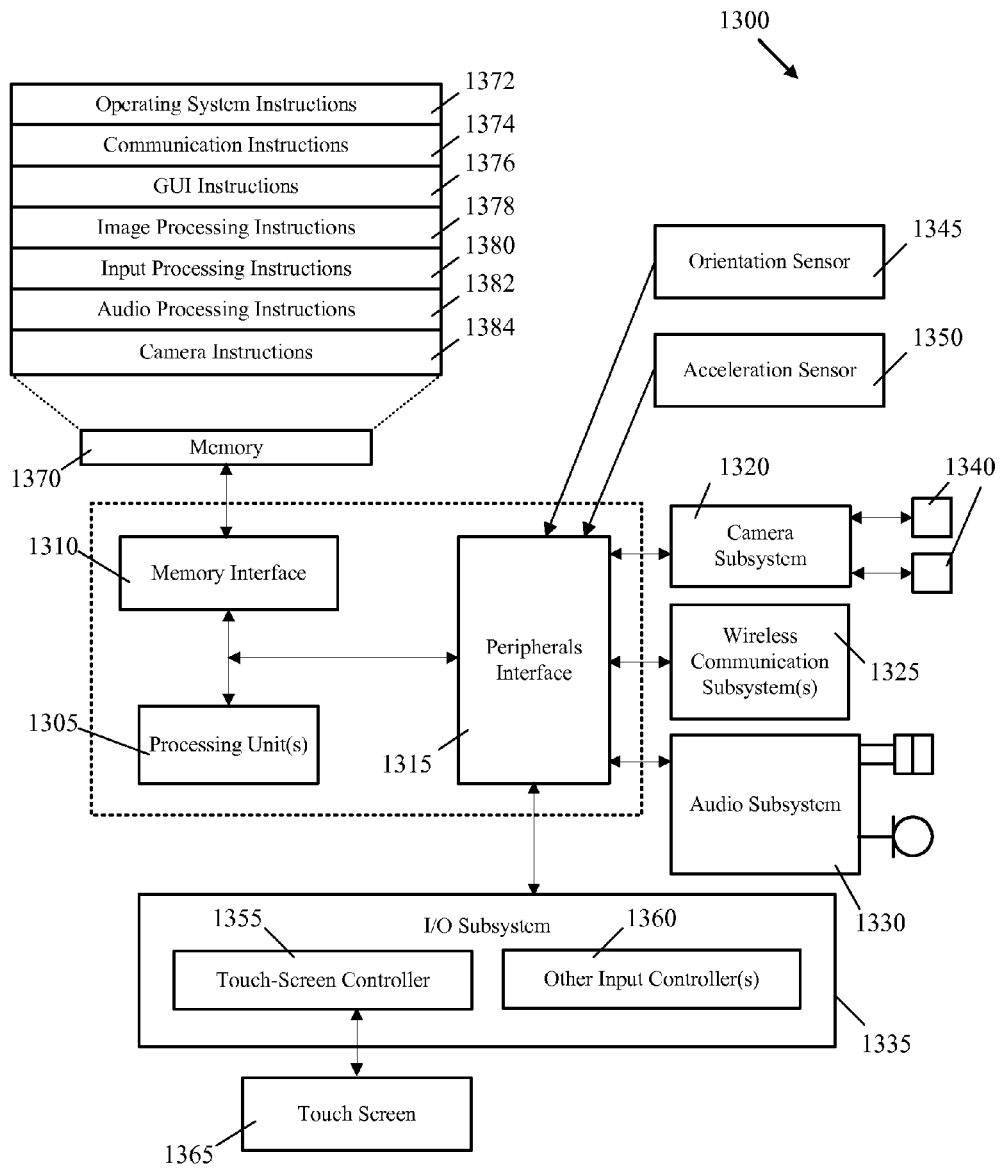 1300
1372
Operating System Instructions
1374
Communication Instructions
1376
GUI Instructions
1378
Image Processing Instructions
1380
Input Processing Instructions
1382
Audio Processing Instructions
1384
Camera Instructions
1345
Orientation Sensor
1350
Acceleration Sensor
Memory
1370
1320
1340
Camera
Subsystem
1310
Memory Interface
Wireless
Communication
Subsystem(s)
1325
Peripherals
Interface
1305
Processing Unit(s)
1315
Audio Subsystem
1330
1355
I/O Subsystem
1360
Touch-Screen Controller
Other Input Controller(s)
1335
Touch Screen
1365